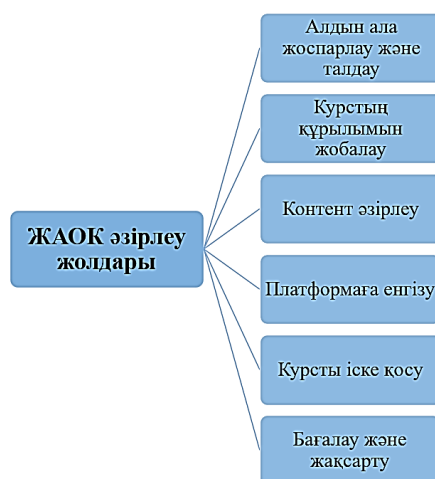 Алдын ала
жоспарлау және
талдау
Курстың
құрылымын
жобалау
Контент әзірлеу
ЖАОК әзірлеу
жолдары
Платформаға енгізу
Курсты іске қосу
Бағалау және
жақсарту